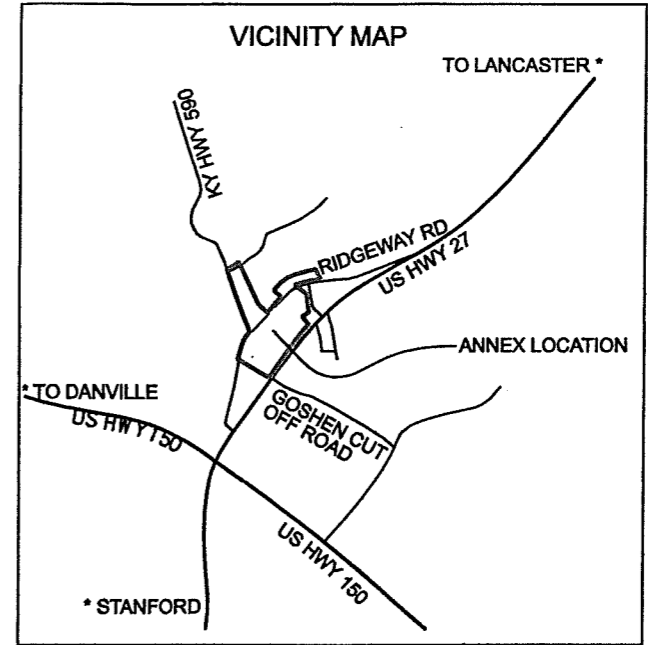 VICINITY MAP
TO LANCASTER *
KY HWY 590
RIDGEWAY RD
US HWY 27
ANNEX LOCATION
* TO DANVILLE
US HWY 150
GOSHEN CUT
OFF ROAD
US HWY 150
* STANFORD